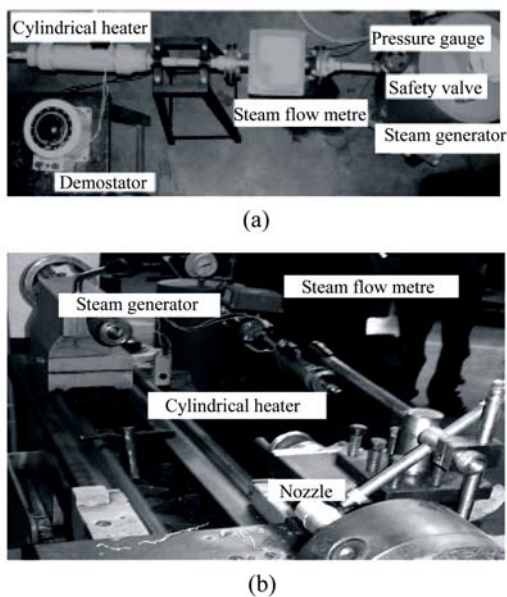 Cylindrical heater
Pressure gauge
Safety valve
Steam flow metre
Steam generator
Demostator
(a)
Steam generator
Steam flow metre
Cylindrical heater
Nozzle
(b)